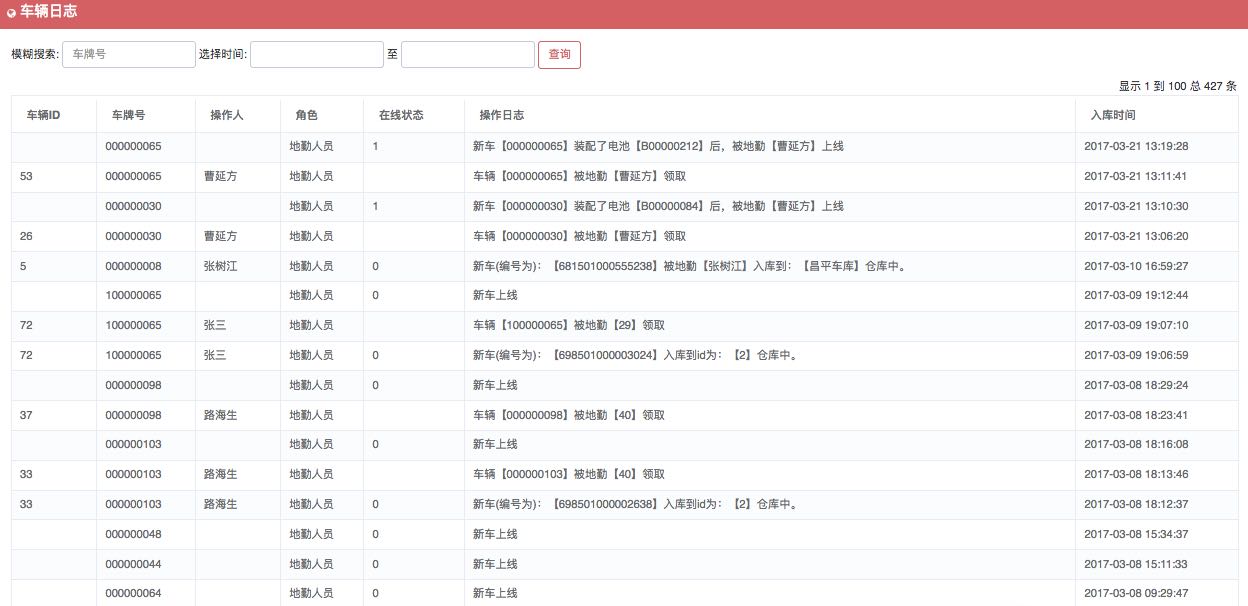 车辆日志
模糊搜索: 车牌号 选择时间: 至 查询
显示 1 到 100 总 427 条
车辆ID 车牌号 操作人 角色 在线状态 操作日志 入库时间
000000065 地勤人员 1 新车【000000065】装配了电池【B00000212】后，被地勤【曹延方】上线 2017-03-21 13:19:28
53 000000065 曹延方 地勤人员 车辆【000000065】被地勤【曹延方】领取 2017-03-21 13:11:41
000000030 地勤人员 1 新车【000000030】装配了电池【B00000084】后，被地勤【曹延方】上线 2017-03-21 13:10:30
26 000000030 曹延方 地勤人员 车辆【000000030】被地勤【曹延方】领取 2017-03-21 13:06:20
5 000000008 张树江 地勤人员 0 新车(编号为)：【681501000555238】被地勤【张树江】入库到：【昌平车库】仓库中。 2017-03-10 16:59:27
100000065 地勤人员 0 新车上线 2017-03-09 19:12:44
72 100000065 张三 地勤人员 车辆【100000065】被地勤【29】领取 2017-03-09 19:07:10
72 100000065 张三 地勤人员 0 新车(编号为)：【698501000003024】入库到id为：【2】仓库中。 2017-03-09 19:06:59
000000098 地勤人员 0 新车上线 2017-03-08 18:29:24
37 000000098 路海生 地勤人员 车辆【000000098】被地勤【40】领取 2017-03-08 18:23:41
000000103 地勤人员 0 新车上线 2017-03-08 18:16:08
33 000000103 路海生 地勤人员 车辆【000000103】被地勤【40】领取 2017-03-08 18:13:46
33 000000103 路海生 地勤人员 0 新车(编号为)：【698501000002638】入库到id为：【2】仓库中。 2017-03-08 18:12:37
000000048 地勤人员 0 新车上线 2017-03-08 15:34:37
000000044 地勤人员 0 新车上线 2017-03-08 15:11:33
000000064 地勤人员 0 新车上线 2017-03-08 09:29:47